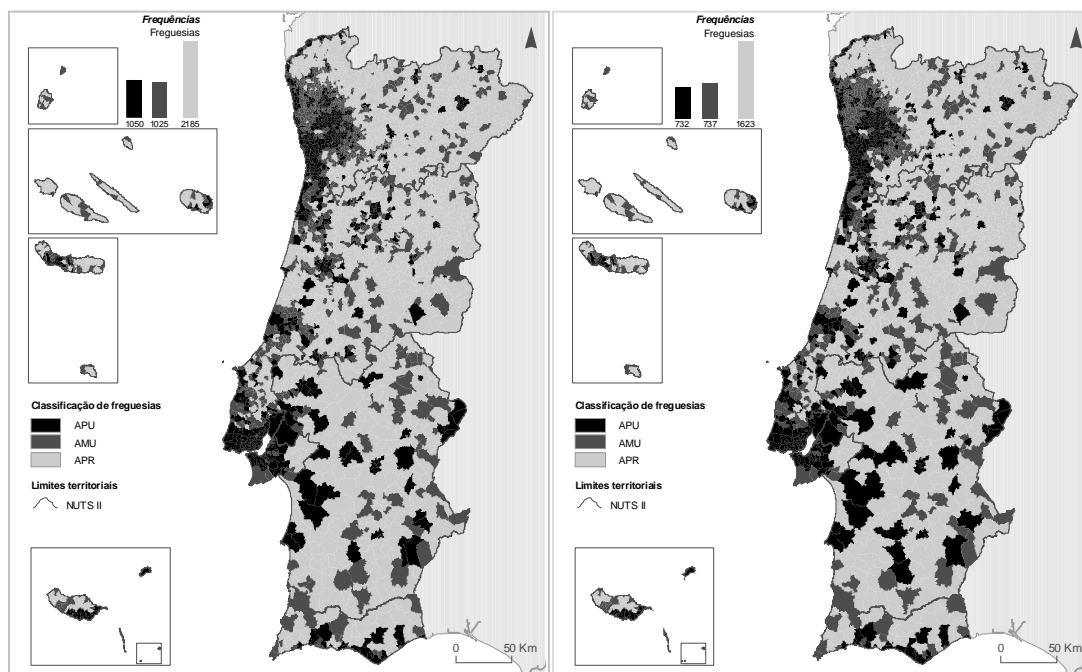 Frequências
Freguesias
1050 1025 2185
Classificação de freguesias
APU
AMU
APR
Limites territoriais
NUTS II
0 50 Km
Frequências
Freguesias
732 737 1623
Classificação de freguesias
APU
AMU
APR
Limites territoriais
NUTS II
0 50 Km